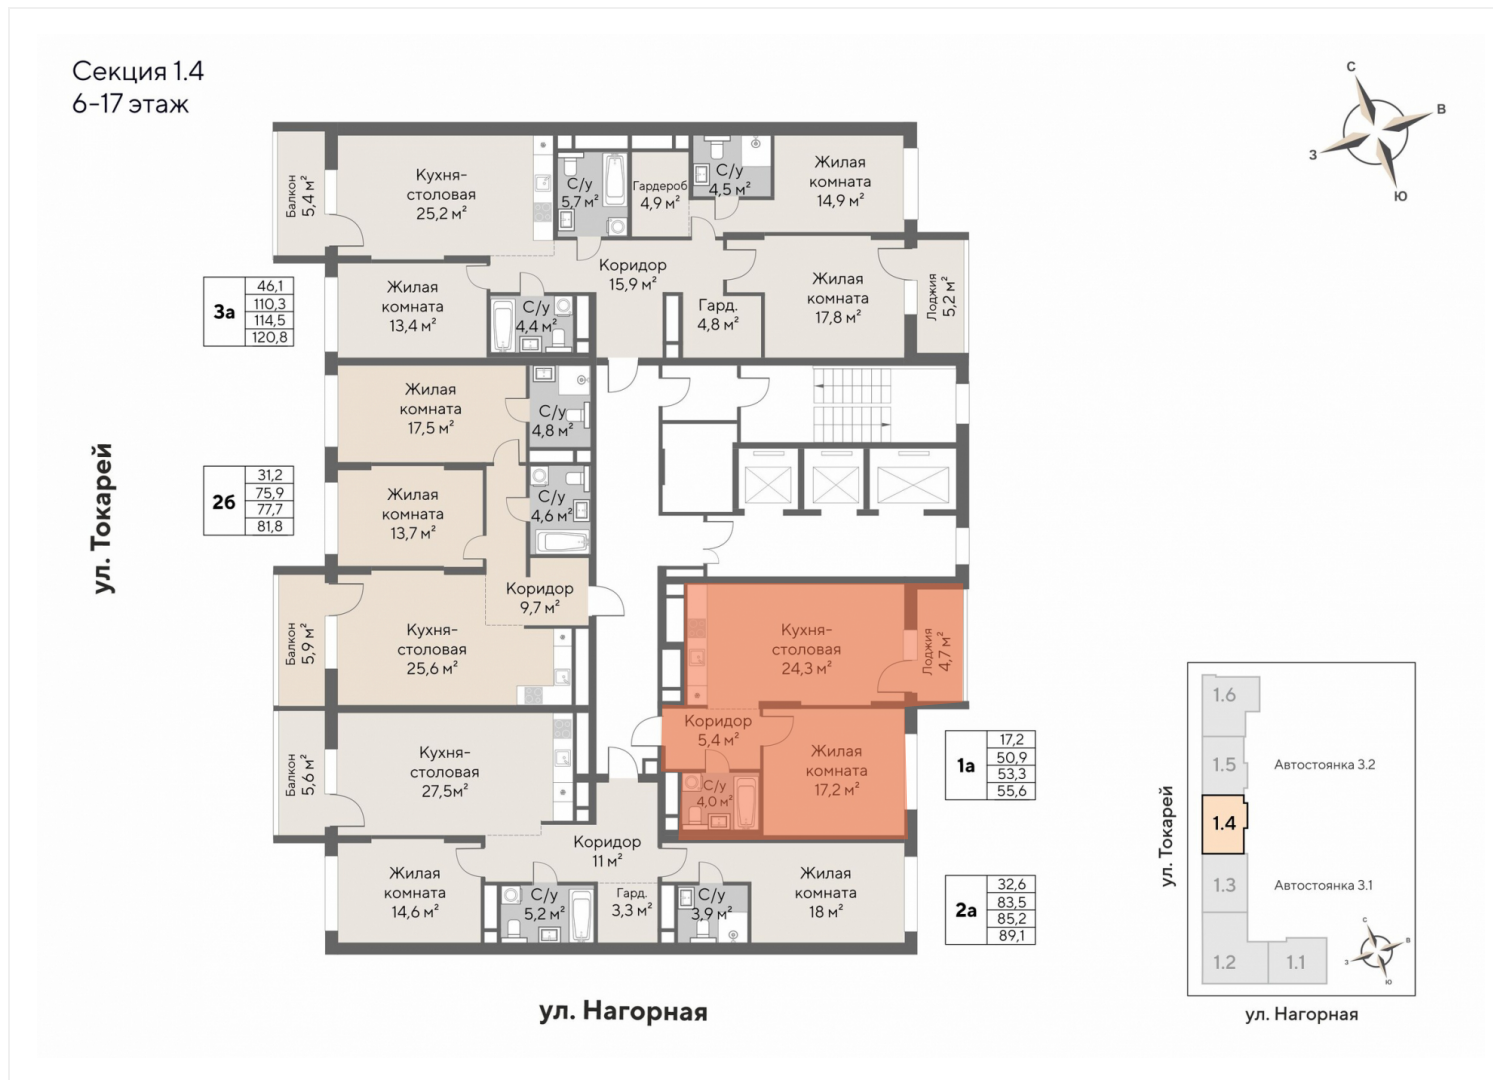 Секция 1.4
6-17 этаж
С
В
З
Ю
Балкон
5,4 м²
Кухня-
столовая
25,2 м²
С/у
5,7 м²
Гардероб
4,9 м²
С/у
4,5 м²
Жилая
комната
14,9 м²
Жилая
комната
13,4 м²
С/у
4,4 м²
Коридор
15,9 м²
Гард.
4,8 м²
Жилая
комната
17,8 м²
Лоджия
5,2 м²
3а
46,1
110,3
114,5
120,8
Жилая
комната
17,5 м²
С/у
4,8 м²
ул. Токарей
2б
31,2
75,9
77,7
81,8
Жилая
комната
13,7 м²
С/у
4,6 м²
Коридор
9,7 м²
Балкон
5,9 м²
Кухня-
столовая
25,6 м²
Кухня-
столовая
24,3 м²
Лоджия
4,7 м²
Коридор
5,4 м²
Жилая
комната
17,2 м²
С/у
4,0 м²
1а
17,2
50,9
53,3
55,6
Балкон
5,6 м²
Кухня-
столовая
27,5м²
Коридор
11 м²
Жилая
комната
14,6 м²
С/у
5,2 м²
Гард.
3,3 м²
С/у
3,9 м²
Жилая
комната
18 м²
2а
32,6
83,5
85,2
89,1
ул. Нагорная
1.6
1.5
Автостоянка 3.2
1.4
ул. Токарей
1.3
Автостоянка 3.1
1.2
1.1
С
В
З
Ю
ул. Нагорная